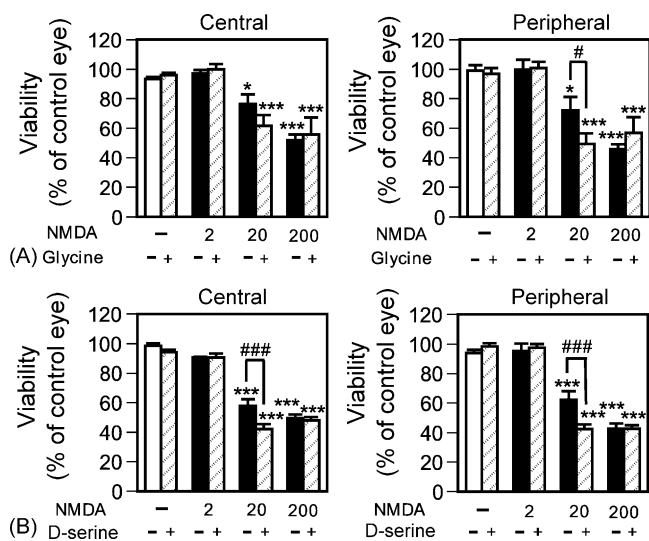 Central
Peripheral
Viability
(% of control eye)
120
100
80
60
40
20
0
* *** *** ***
NMDA – 2 20 200
(A) Glycine - + - + - + - +
Viability
(% of control eye)
120
100
80
60
40
20
0
#
* *** *** ***
NMDA – 2 20 200
Glycine - + - + - + - +
Central
Peripheral
Viability
(% of control eye)
120
100
80
60
40
20
0
###
*** *** *** ***
NMDA – 2 20 200
(B) D-serine - + - + - + - +
Viability
(% of control eye)
120
100
80
60
40
20
0
###
*** *** *** ***
NMDA – 2 20 200
D-serine - + - + - + - +